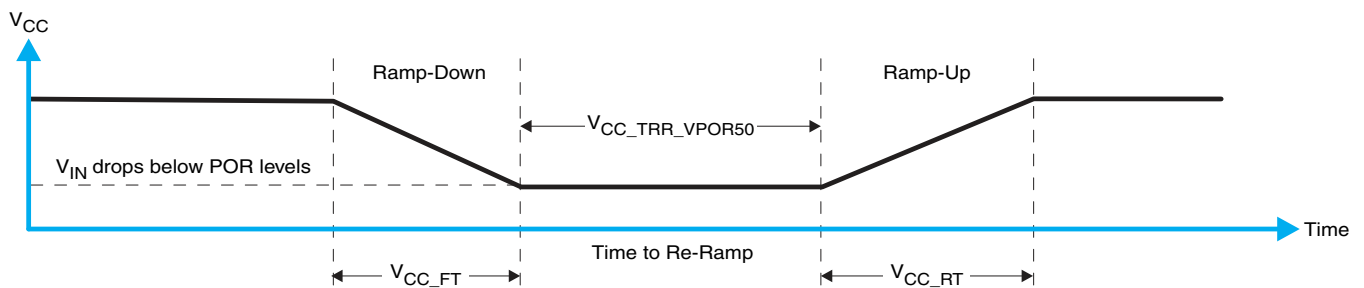 VCC
Ramp-Down
Ramp-Up
VCC_TRR_VPOR50
VIN drops below POR levels
Time
Time to Re-Ramp
VCC_FT
VCC_RT